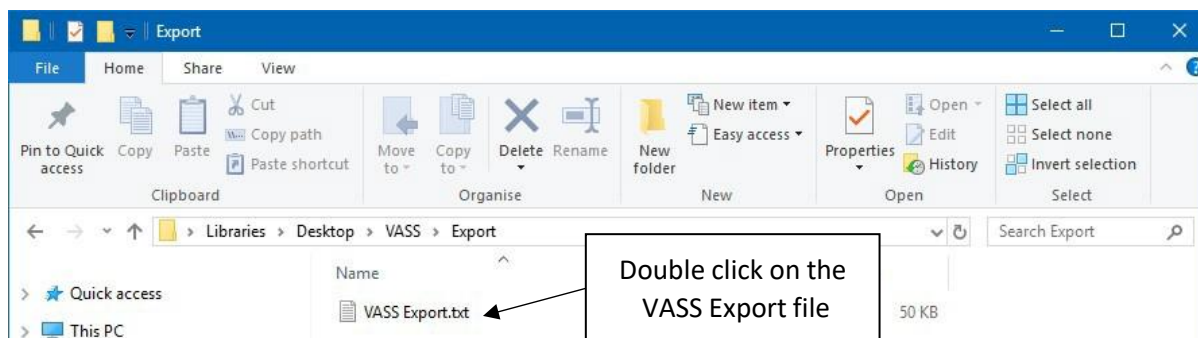 Export
File Home Share View
Pin to Quick access
Copy
Paste
Cut
Copy path
Paste shortcut
Clipboard
Move to
Copy to
Delete
Rename
Organise
New folder
New item
Easy access
New
Properties
Open
Edit
History
Open
Select all
Select none
Invert selection
Select
Libraries > Desktop > VASS > Export
Search Export
Name
Quick access
VASS Export.txt
50 KB
This PC
Double click on the
VASS Export file